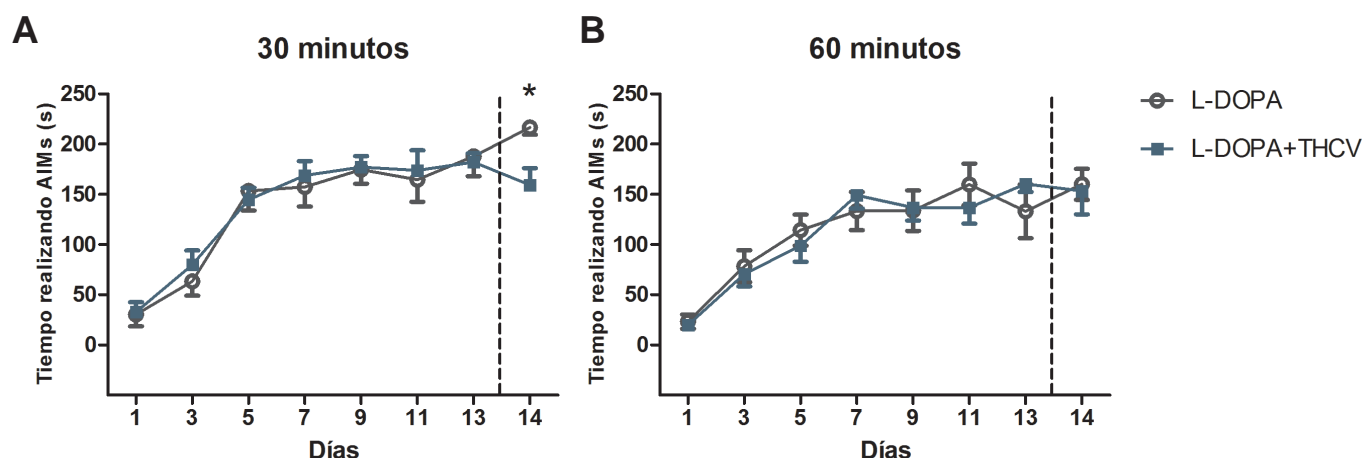 A
30 minutos
Tiempo realizando AIMs (s)
250
200
150
100
50
0
*
1 3 5 7 9 11 13 14
Días
B
60 minutos
Tiempo realizando AIMs (s)
250
200
150
100
50
0
1 3 5 7 9 11 13 14
Días
L-DOPA
L-DOPA+THCV